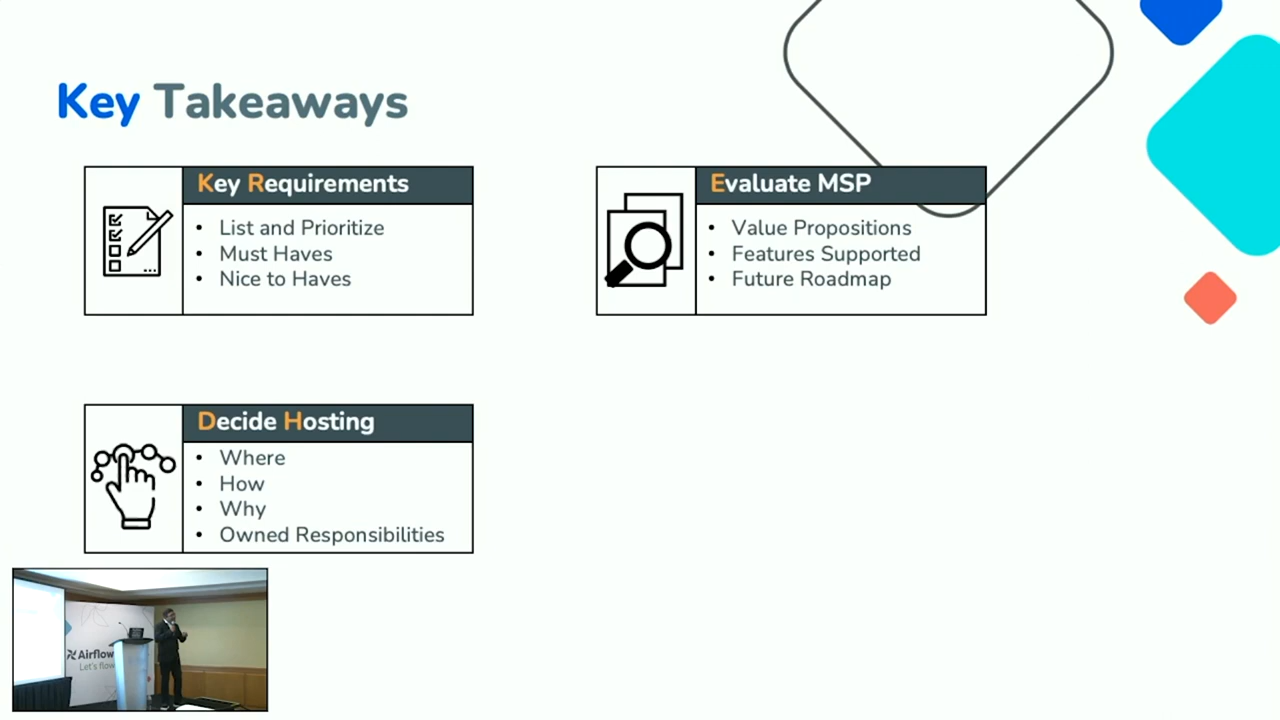 Key Takeaways
Key Requirements
• List and Prioritize
• Must Haves
• Nice to Haves
Evaluate MSP
• Value Propositions
• Features Supported
• Future Roadmap
Decide Hosting
• Where
• How
• Why
• Owned Responsibilities
Airflow
Let's flow